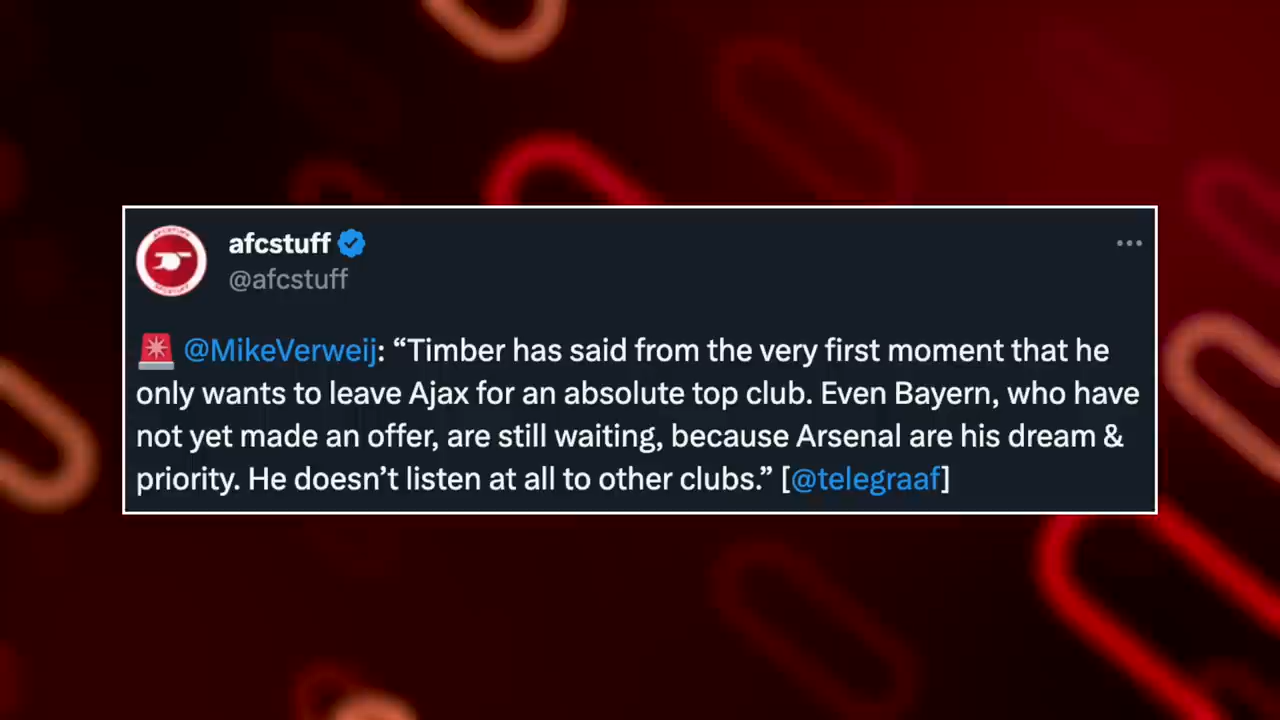 afcstuff
@afcstuff
🚨 @MikeVerweij: “Timber has said from the very first moment that he
only wants to leave Ajax for an absolute top club. Even Bayern, who have
not yet made an offer, are still waiting, because Arsenal are his dream &
priority. He doesn’t listen at all to other clubs.” [@telegraaf]